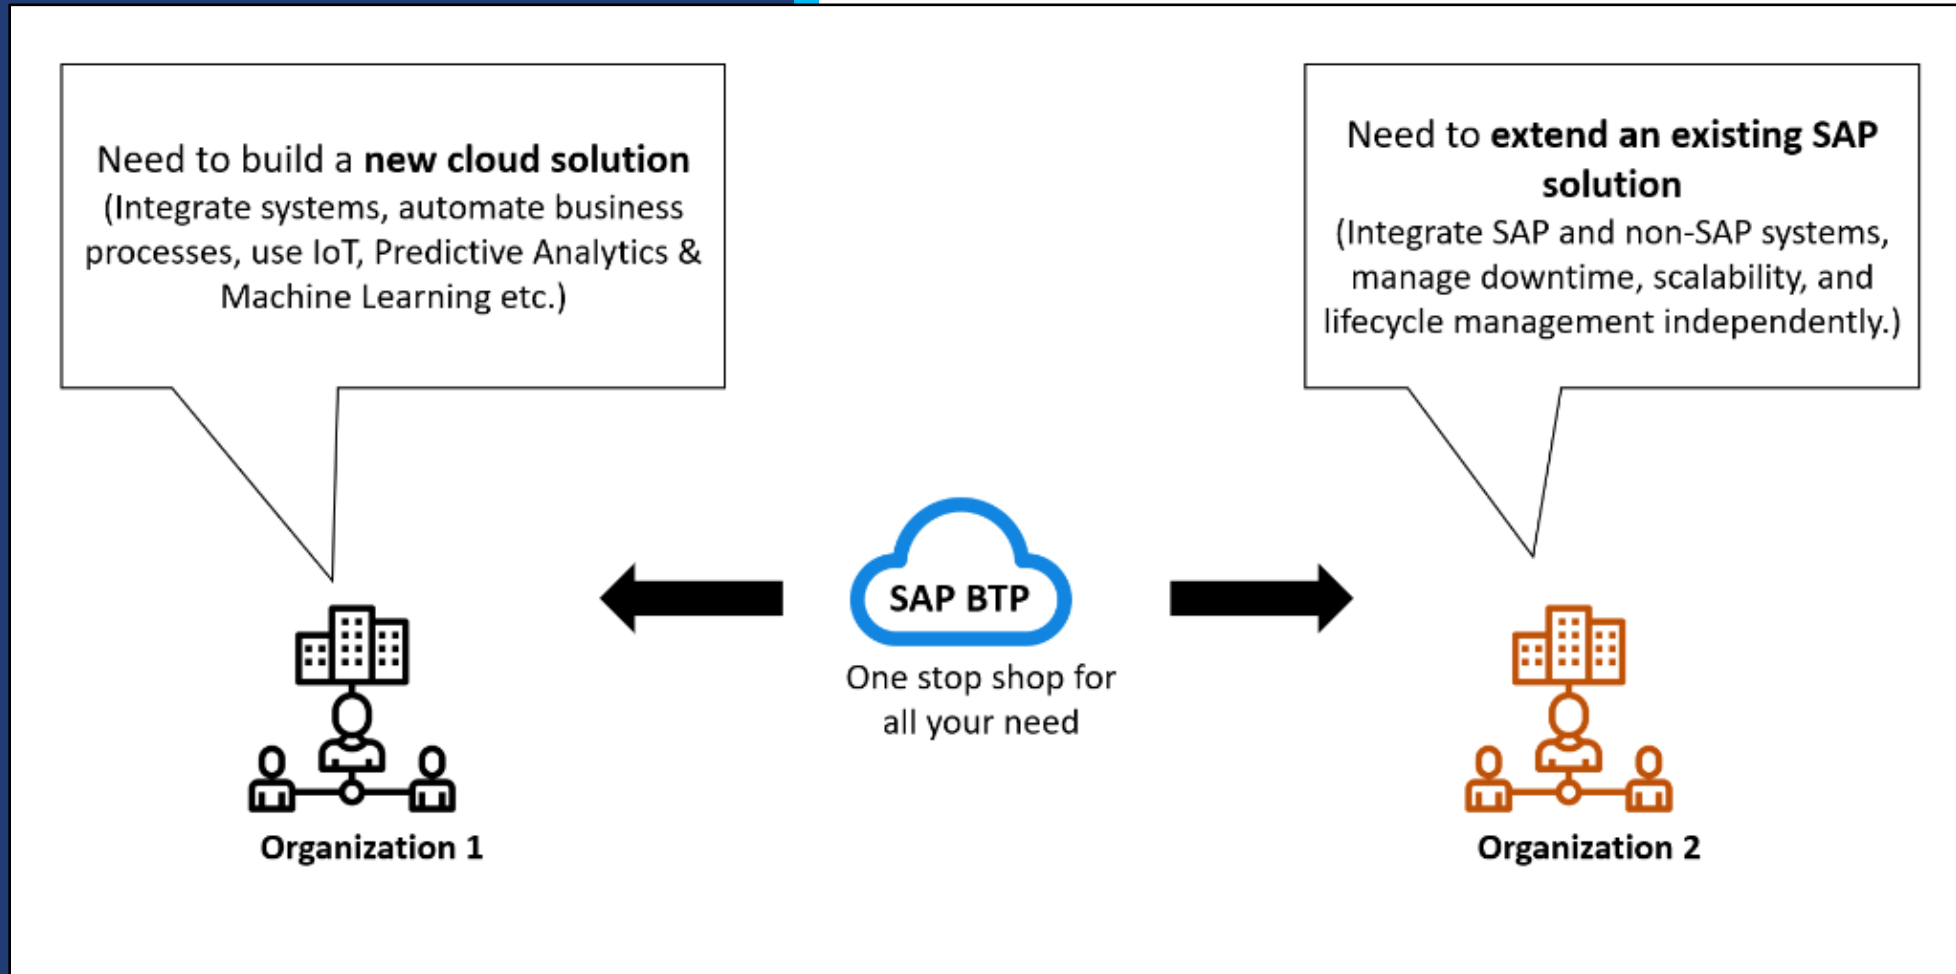 Need to build a new cloud solution
(Integrate systems, automate business
processes, use IoT, Predictive Analytics &
Machine Learning etc.)
Need to extend an existing SAP
solution
(Integrate SAP and non-SAP systems,
manage downtime, scalability, and
lifecycle management independently.)
SAP BTP
One stop shop for
all your need
Organization 1
Organization 2